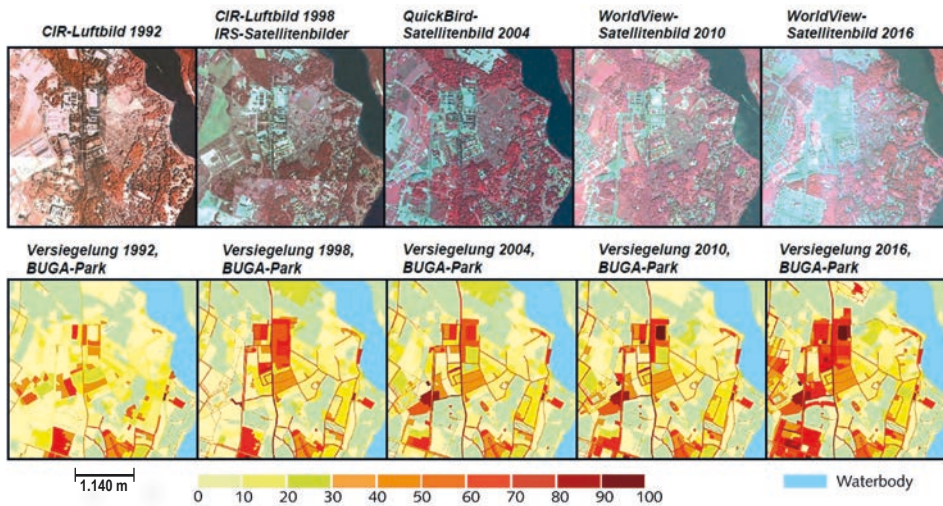 CIR-Luftbild 1992
CIR-Luftbild 1998
IRS-Satellitenbilder
QuickBird-
Satellitenbild 2004
WorldView-
Satellitenbild 2010
WorldView-
Satellitenbild 2016
Versiegelung 1992,
BUGA-Park
Versiegelung 1998,
BUGA-Park
Versiegelung 2004,
BUGA-Park
Versiegelung 2010,
BUGA-Park
Versiegelung 2016,
BUGA-Park
1.140 m
0 10 20 30 40 50 60 70 80 90 100
Waterbody